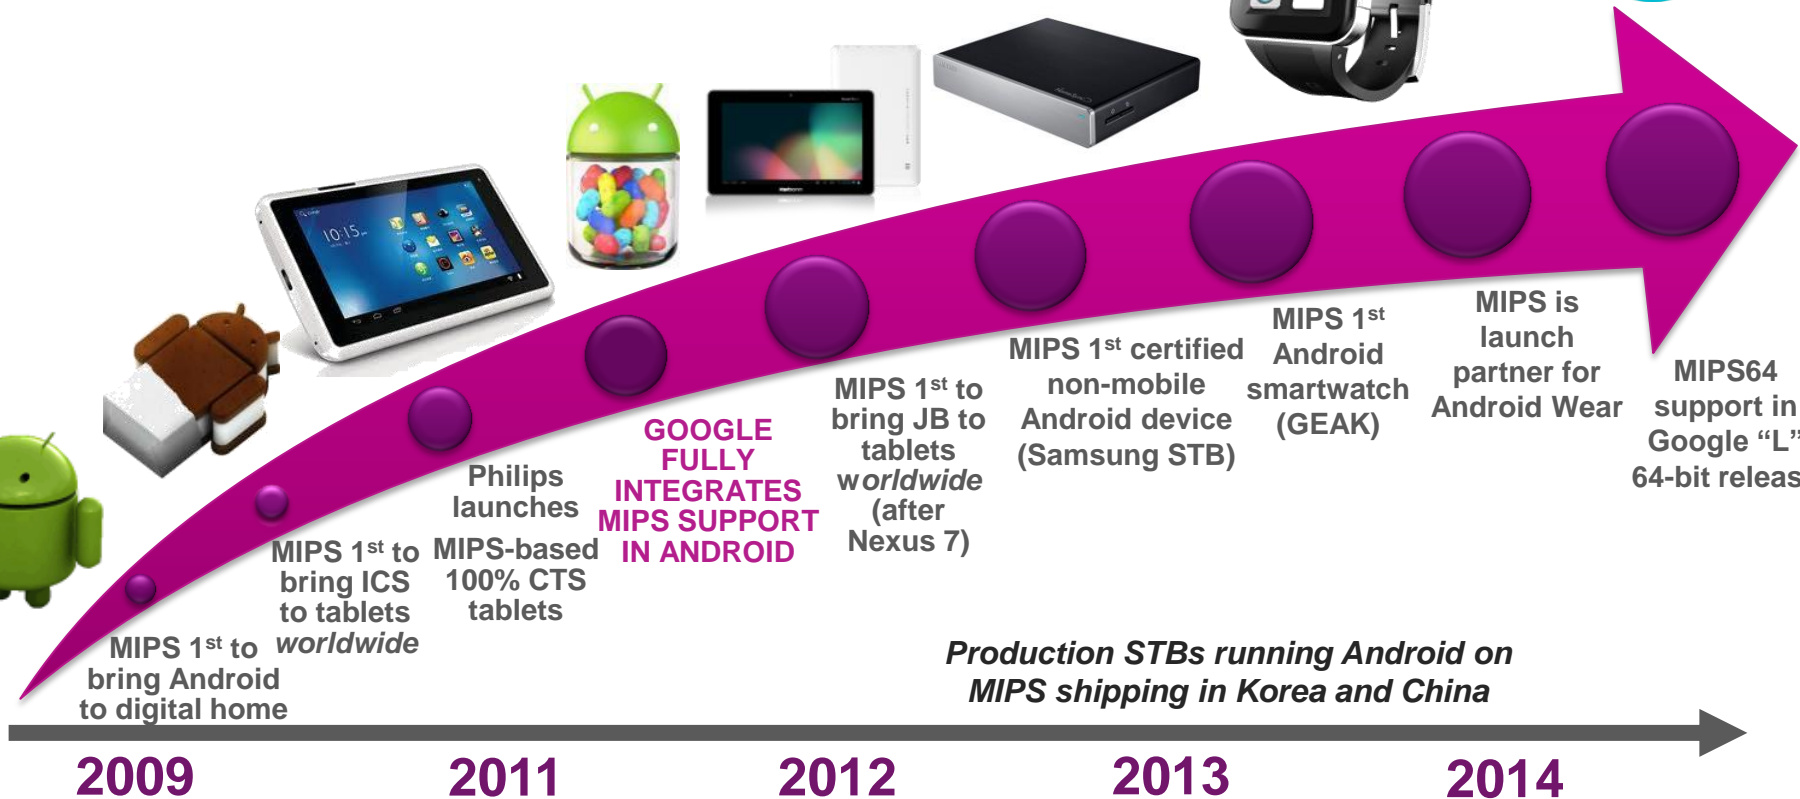 10:15
MIPS 1st to
bring Android
to digital home
MIPS 1st to
bring ICS
to tablets
worldwide
Philips
launches
MIPS-based
100% CTS
tablets
GOOGLE
FULLY
INTEGRATES
MIPS SUPPORT
IN ANDROID
MIPS 1st to
bring JB to
tablets
worldwide
(after
Nexus 7)
MIPS 1st certified
non-mobile
Android device
(Samsung STB)
MIPS 1st
Android
smartwatch
(GEAK)
MIPS is
launch
partner for
Android Wear
MIPS64
support in
Google “L”
64-bit releas
Production STBs running Android on
MIPS shipping in Korea and China
2009
2011
2012
2013
2014